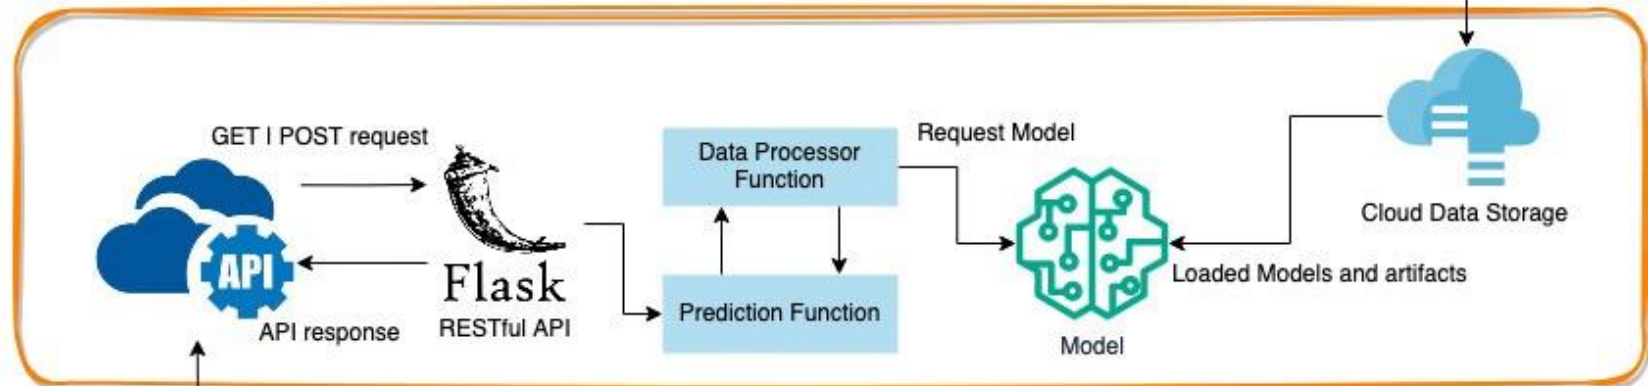 GET | POST request
API
API response
Flask
RESTful API
Data Processor
Function
Prediction Function
Request Model
Model
Loaded Models and artifacts
Cloud Data Storage